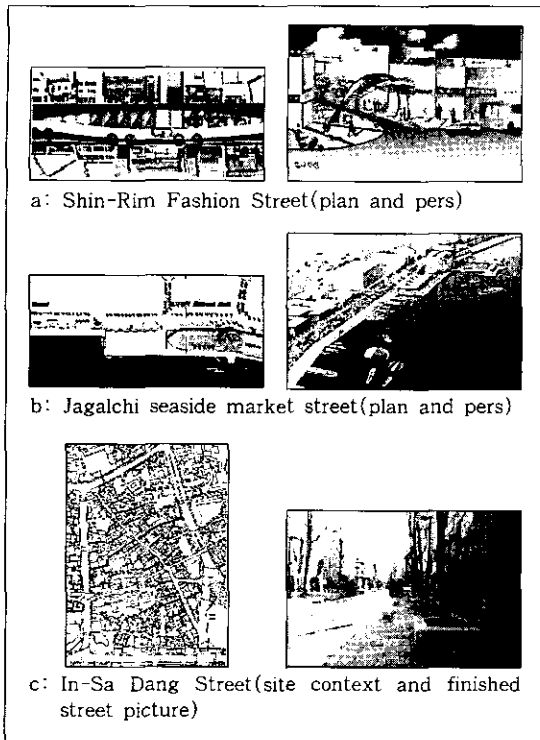 a: Shin-Rim Fashion Street(plan and pers)
b: Jagalchi seaside market street(plan and pers)
c: In-Sa Dang Street(site context and finished
street picture)